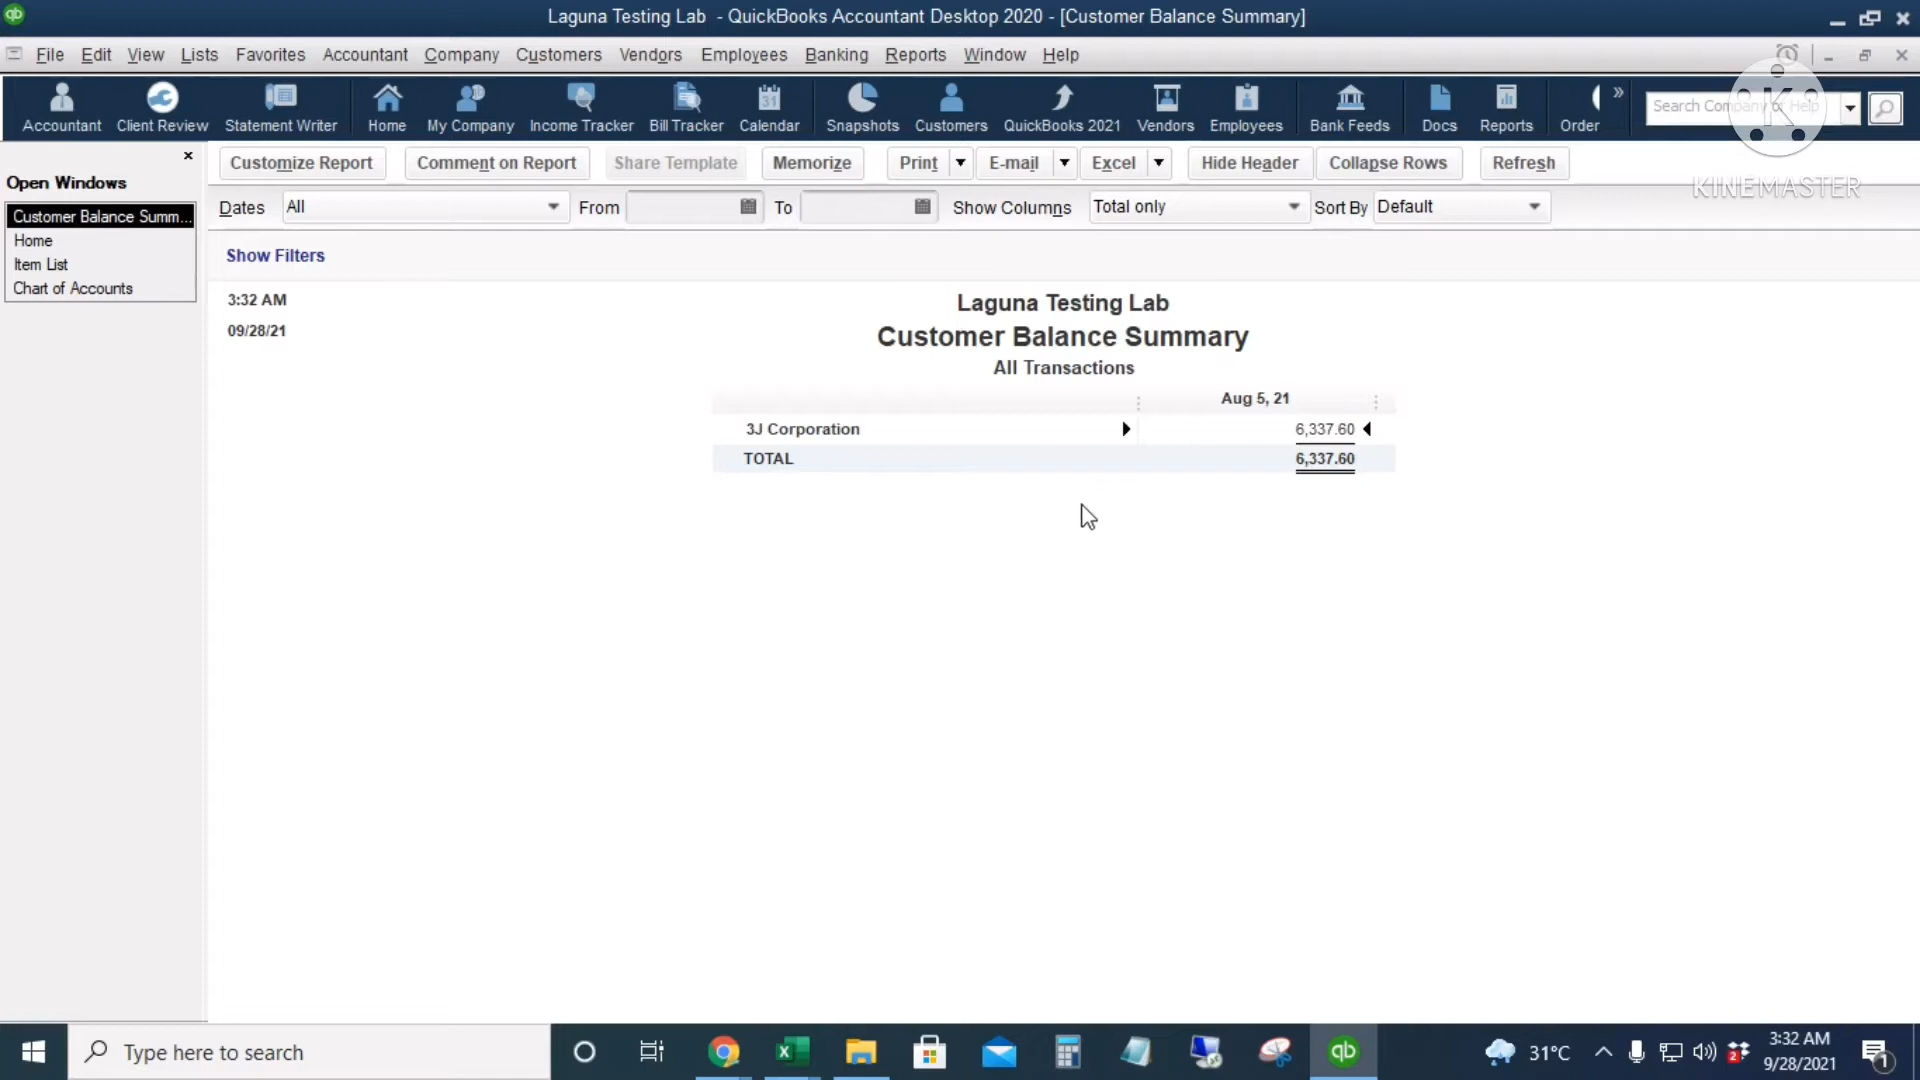 Laguna Testing Lab - QuickBooks Accountant Desktop 2020 - [Customer Balance Summary]
File Edit View Lists Favorites Accountant Company Customers Vendors Employees Banking Reports Window Help
Accountant Client Review Statement Writer Home My Company Income Tracker Bill Tracker Calendar Snapshots Customers QuickBooks 2021 Vendors Employees Bank Feeds Docs Reports Order » Search Company or Help
KINEMASTER
Customize Report Comment on Report Share Template Memorize Print E-mail Excel Hide Header Collapse Rows Refresh
Open Windows
Dates All From To Show Columns Total only Sort By Default
Customer Balance Summ...
Home
Item List
Chart of Accounts
Show Filters
3:32 AM
09/28/21
Laguna Testing Lab
Customer Balance Summary
All Transactions
Aug 5, 21
3J Corporation 6,337.60
TOTAL 6,337.60
Type here to search
31°C
3:32 AM
9/28/2021